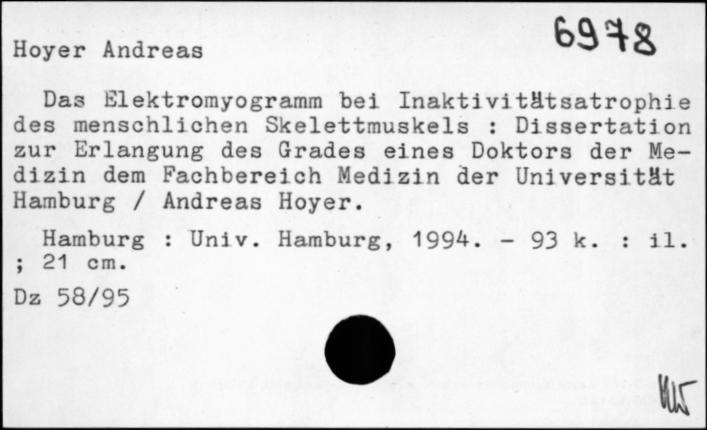 6978
Hoyer Andreas
Das Elektromyogramm bei Inaktivitätsatrophie
des menschlichen Skelettmuskels : Dissertation
zur Erlangung des Grades eines Doktors der Me-
dizin dem Fachbereich Medizin der Universität
Hamburg / Andreas Hoyer.
Hamburg : Univ. Hamburg, 1994. - 93 k. : il.
; 21 cm.
Dz 58/95